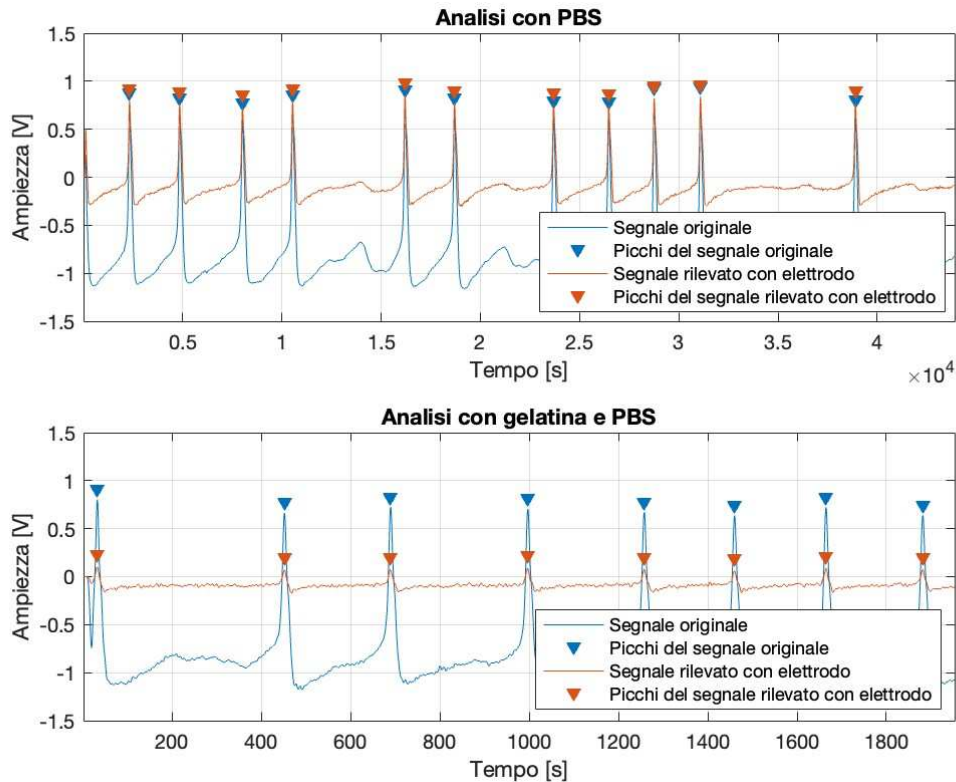 Analisi con PBS
1.5
1
0.5
0
-0.5
-1
-1.5
Ampiezza [V]
Segnale originale
Picchi del segnale originale
Segnale rilevato con elettrodo
Picchi del segnale rilevato con elettrodo
0.5 1 1.5 2 2.5 3 3.5 4
Tempo [s]
×10⁴
Analisi con gelatina e PBS
1.5
1
0.5
0
-0.5
-1
-1.5
Ampiezza [V]
Segnale originale
Picchi del segnale originale
Segnale rilevato con elettrodo
Picchi del segnale rilevato con elettrodo
200 400 600 800 1000 1200 1400 1600 1800
Tempo [s]